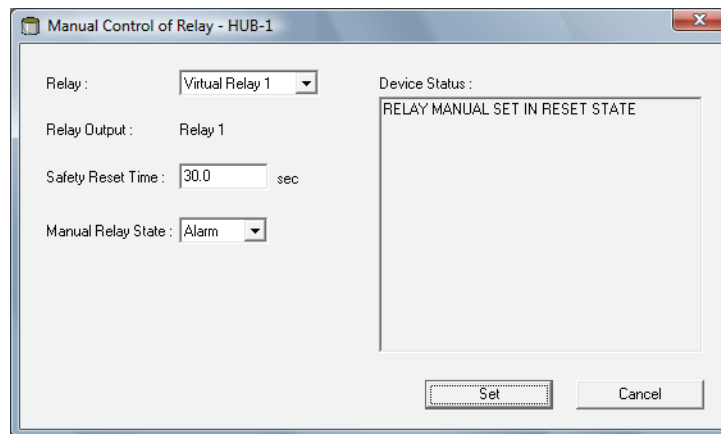 Manual Control of Relay - HUB-1
Relay :
Virtual Relay 1
Relay Output :
Relay 1
Safety Reset Time :
30.0
sec
Manual Relay State :
Alarm
Device Status :
RELAY MANUAL SET IN RESET STATE
Set
Cancel